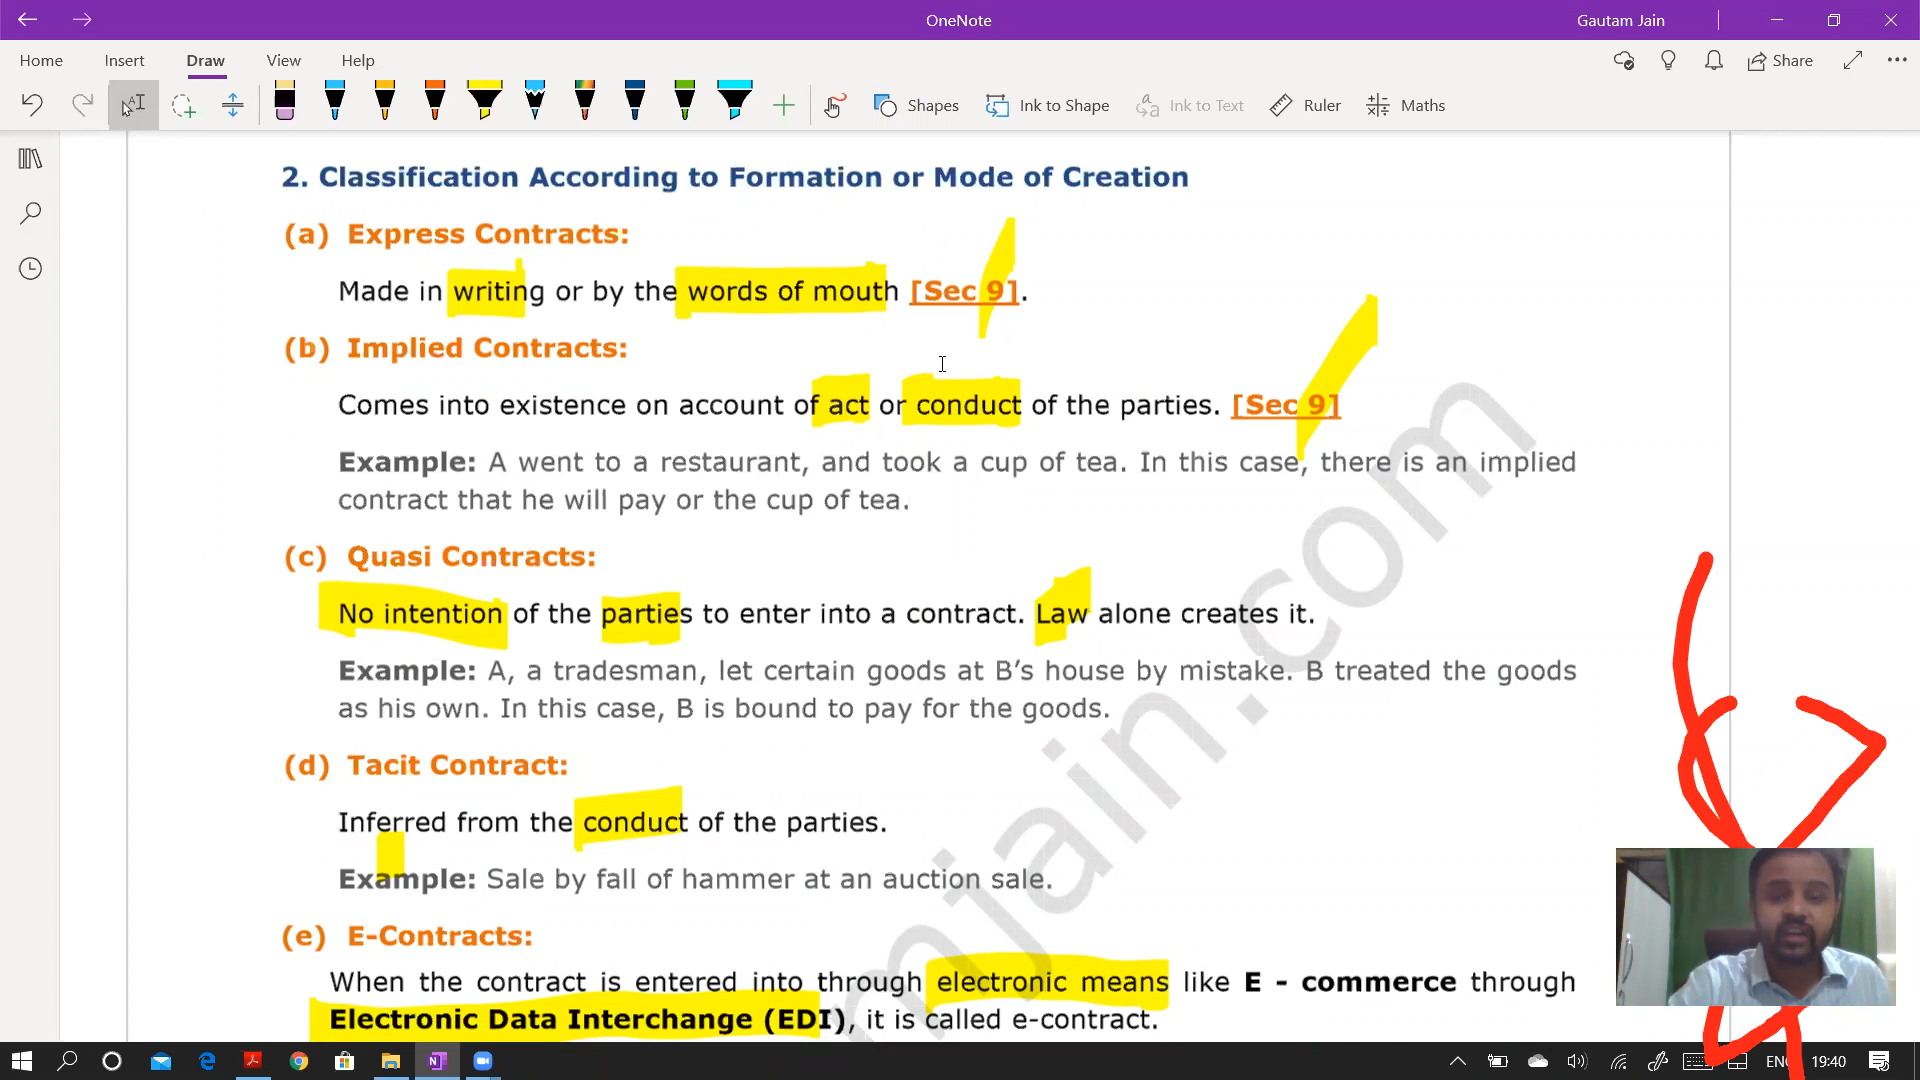 OneNote
Gautam Jain
Home Insert Draw View Help
Share
Shapes Ink to Shape Ink to Text Ruler Maths
2. Classification According to Formation or Mode of Creation
(a) Express Contracts:
Made in writing or by the words of mouth [Sec 9].
(b) Implied Contracts:
Comes into existence on account of act or conduct of the parties. [Sec 9]
Example: A went to a restaurant, and took a cup of tea. In this case, there is an implied
contract that he will pay or the cup of tea.
(c) Quasi Contracts:
No intention of the parties to enter into a contract. Law alone creates it.
Example: A, a tradesman, let certain goods at B’s house by mistake. B treated the goods
as his own. In this case, B is bound to pay for the goods.
(d) Tacit Contract:
Inferred from the conduct of the parties.
Example: Sale by fall of hammer at an auction sale.
(e) E-Contracts:
When the contract is entered into through electronic means like E - commerce through
Electronic Data Interchange (EDI), it is called e-contract.
mjain.com
19:40